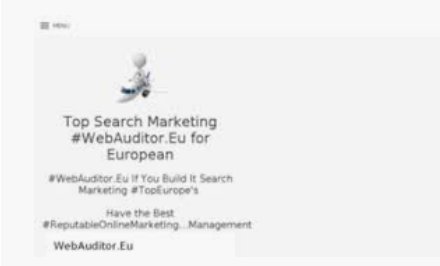 MENU
Top Search Marketing
#WebAuditor.Eu for
European
#WebAuditor.Eu If You Build It Search
Marketing #TopEurope's
Have the Best
#ReputableOnlineMarketing...Management
WebAuditor.Eu